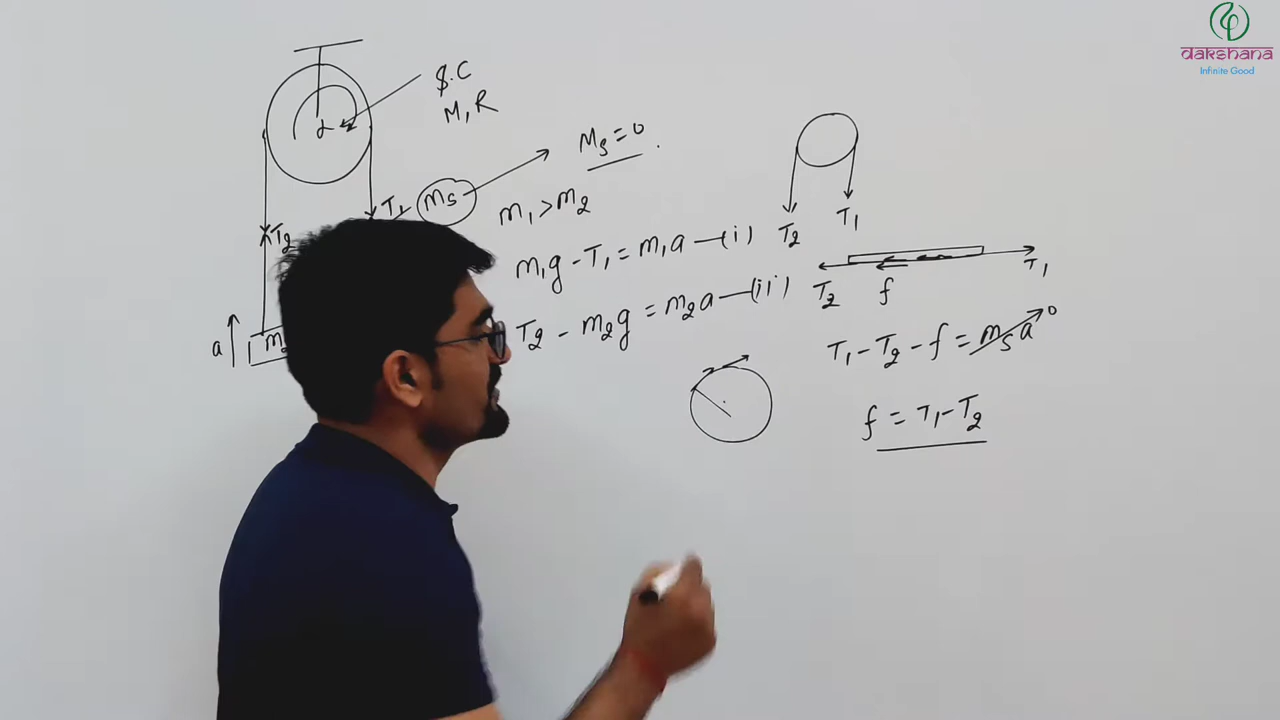 $.C
M, R
α
T₁
T₂
ms
Ms = 0
m₁ > m₂
m₁g - T₁ = m₁a —(i)
T₂ - m₂g = m₂a —(ii)
a
m₂
T₂
T₁
T₂
f
T₁
T₁ - T₂ - f = msa
0
f = T₁ - T₂
dakshana
Infinite Good